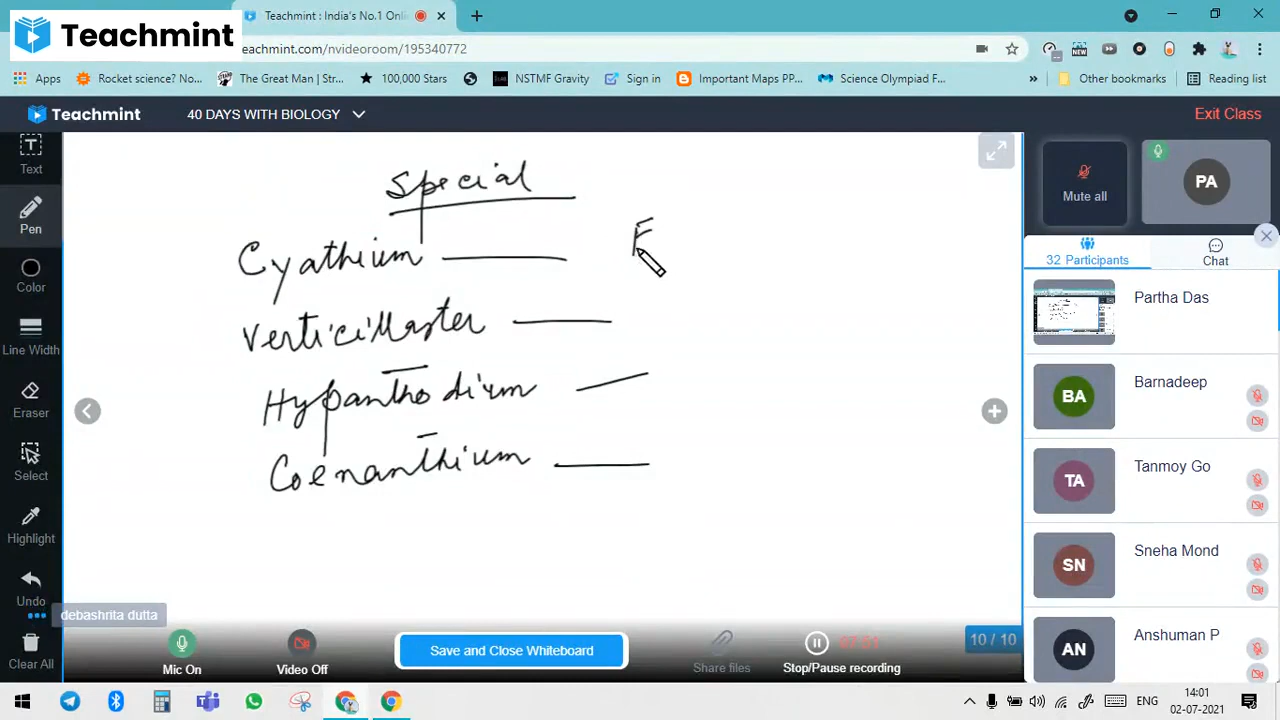 Teachmint : India's No.1 Onli
Teachmint
eachmint.com/nvideoroom/195340772
Apps
Rocket science? No...
The Great Man | Str...
100,000 Stars
NSTMF Gravity
Sign in
Important Maps PP...
Science Olympiad F...
»
Other bookmarks
Reading list
Teachmint
40 DAYS WITH BIOLOGY
Exit Class
Text
Pen
Color
Line Width
Eraser
Select
Highlight
Undo
Clear All
Special
Cyathium
F
Verticillaster
Hypanthodium
Coenanthium
Mute all
PA
32 Participants
Chat
Partha Das
BA
Barnadeep
TA
Tanmoy Go
SN
Sneha Mond
AN
Anshuman P
debashrita dutta
Mic On
Video Off
Save and Close Whiteboard
Share files
Stop/Pause recording
10 / 10
ENG
14:01
02-07-2021